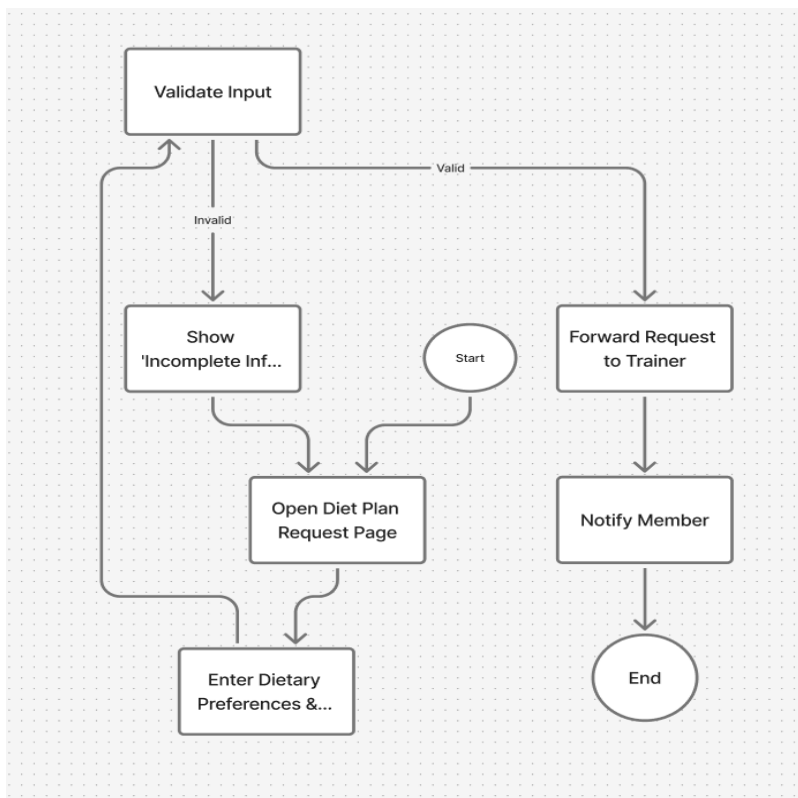 Validate Input
Valid
Invalid
Show
'Incomplete Inf...
Start
Forward Request
to Trainer
Open Diet Plan
Request Page
Notify Member
Enter Dietary
Preferences &...
End